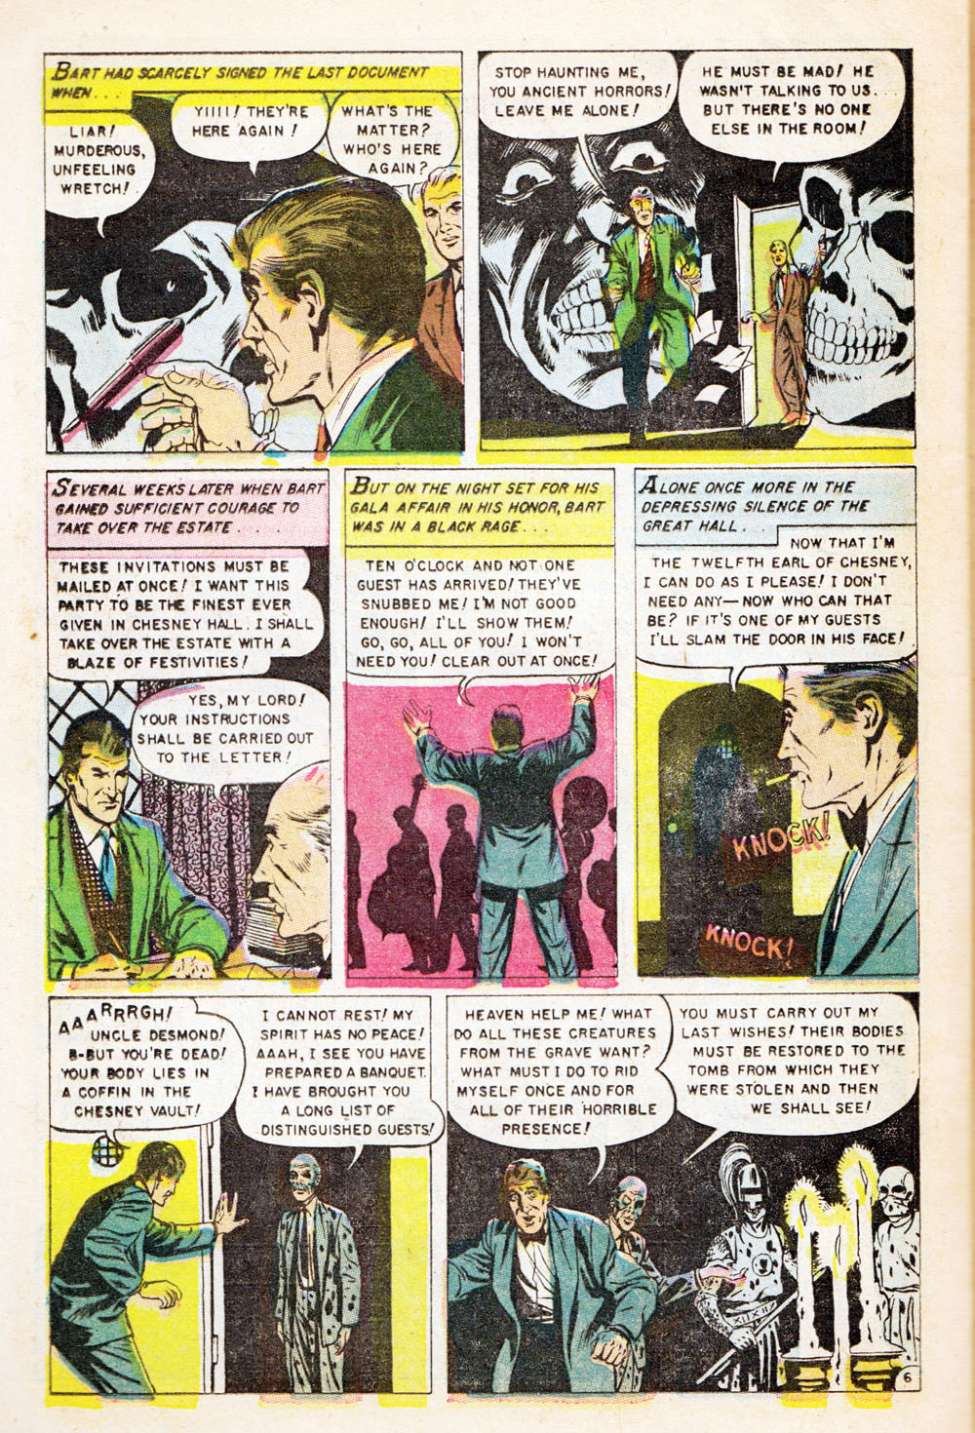 BART HAD SCARCELY SIGNED THE LAST DOCUMENT
WHEN . . .
LIAR!
MURDEROUS,
UNFEELING
WRETCH!
YIIII! THEY'RE
HERE AGAIN!
WHAT'S THE
MATTER?
WHO'S HERE
AGAIN?
STOP HAUNTING ME,
YOU ANCIENT HORRORS!
LEAVE ME ALONE!
HE MUST BE MAD! HE
WASN'T TALKING TO US. . .
BUT THERE'S NO ONE
ELSE IN THE ROOM!
SEVERAL WEEKS LATER WHEN BART
GAINED SUFFICIENT COURAGE TO
TAKE OVER THE ESTATE . . . .
THESE INVITATIONS MUST BE
MAILED AT ONCE! I WANT THIS
PARTY TO BE THE FINEST EVER
GIVEN IN CHESNEY HALL. I SHALL
TAKE OVER THE ESTATE WITH A
BLAZE OF FESTIVITIES!
YES, MY LORD!
YOUR INSTRUCTIONS
SHALL BE CARRIED OUT
TO THE LETTER!
BUT ON THE NIGHT SET FOR HIS
GALA AFFAIR IN HIS HONOR, BART
WAS IN A BLACK RAGE . . .
TEN O'CLOCK AND NOT ONE
GUEST HAS ARRIVED! THEY'VE
SNUBBED ME! I'M NOT GOOD
ENOUGH! I'LL SHOW THEM!
GO, GO, ALL OF YOU! I WON'T
NEED YOU! CLEAR OUT AT ONCE!
ALONE ONCE MORE IN THE
DEPRESSING SILENCE OF THE
GREAT HALL . . .
NOW THAT I'M
THE TWELFTH EARL OF CHESNEY,
I CAN DO AS I PLEASE! I DON'T
NEED ANY—NOW WHO CAN THAT
BE? IF IT'S ONE OF MY GUESTS
I'LL SLAM THE DOOR IN HIS FACE!
KNOCK!
KNOCK!
AAARRRRGH!
UNCLE DESMOND!
B-BUT YOU'RE DEAD!
YOUR BODY LIES IN
A COFFIN IN THE
CHESNEY VAULT!
I CANNOT REST! MY
SPIRIT HAS NO PEACE!
AAAH, I SEE YOU HAVE
PREPARED A BANQUET.
I HAVE BROUGHT YOU
A LONG LIST OF
DISTINGUISHED GUESTS!
HEAVEN HELP ME! WHAT
DO ALL THESE CREATURES
FROM THE GRAVE WANT?
WHAT MUST I DO TO RID
MYSELF ONCE AND FOR
ALL OF THEIR HORRIBLE
PRESENCE!
YOU MUST CARRY OUT MY
LAST WISHES! THEIR BODIES
MUST BE RESTORED TO THE
TOMB FROM WHICH THEY
WERE STOLEN AND THEN
WE SHALL SEE!
6